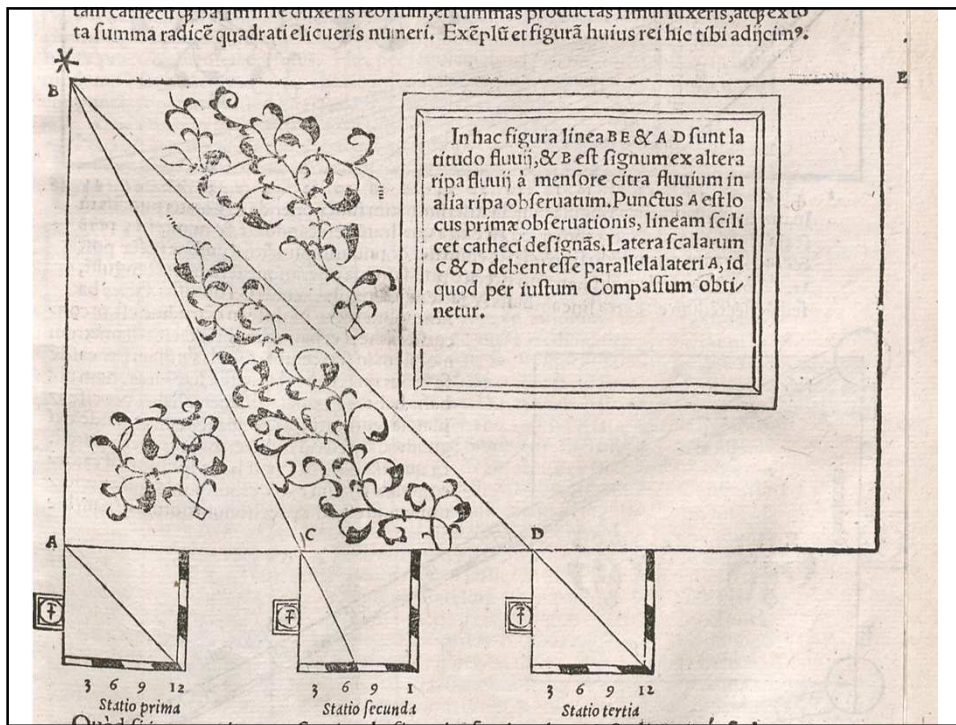 ta summa radicē quadrati elicueris numeri. Exēplū et figurā huius rei hic tibi adijcimꝰ.
B
E
In hac figura linea B E & A D sunt la
titudo fluuij, & B est signum ex altera
ripa fluuij à mensore citra fluuium in
alia ripa obseruatum. Punctus A est lo
cus primæ obseruationis, lineam scili
cet catheci designās. Latera scalarum
C & D debent esse parallela lateri A, id
quod per iustum Compassum obti-
netur.
A
C
D
3 6 9 12
3 6 9 1
3 6 9 12
Statio prima
Statio secunda
Statio tertia